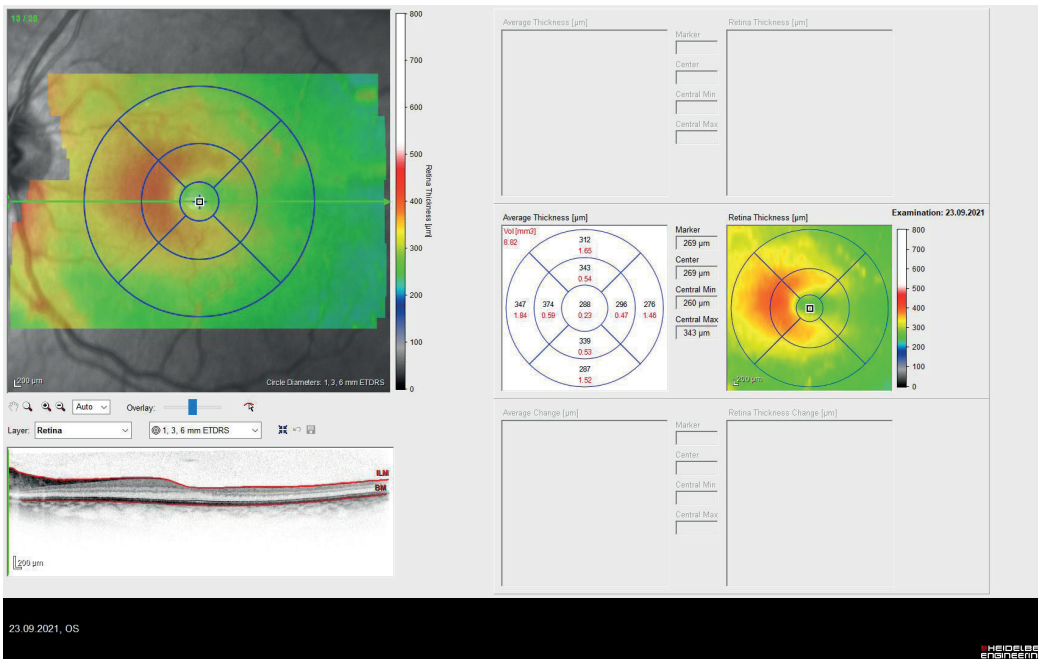 13 / 25
800
700
600
500
400
300
200
100
0
Retina Thickness [µm]
200 µm
Circle Diameters: 1, 3, 6 mm ETDRS
Auto
Overlay:
Layer: Retina
1, 3, 6 mm ETDRS
ILM
BM
200 µm
Average Thickness [µm]
Retina Thickness [µm]
Marker
Center
Central Min
Central Max
Examination: 23.09.2021
Average Thickness [µm]
Retina Thickness [µm]
Vol [mm3]
8.82
312
1.65
343
0.54
347
1.84
374
0.59
288
0.23
296
0.47
276
1.46
339
0.53
287
1.52
Marker
269 µm
Center
269 µm
Central Min
260 µm
Central Max
343 µm
200 µm
800
700
600
500
400
300
200
100
0
Average Change [µm]
Retina Thickness Change [µm]
Marker
Center
Central Min
Central Max
23.09.2021, OS
HEIDELBE
ENGINEERIN